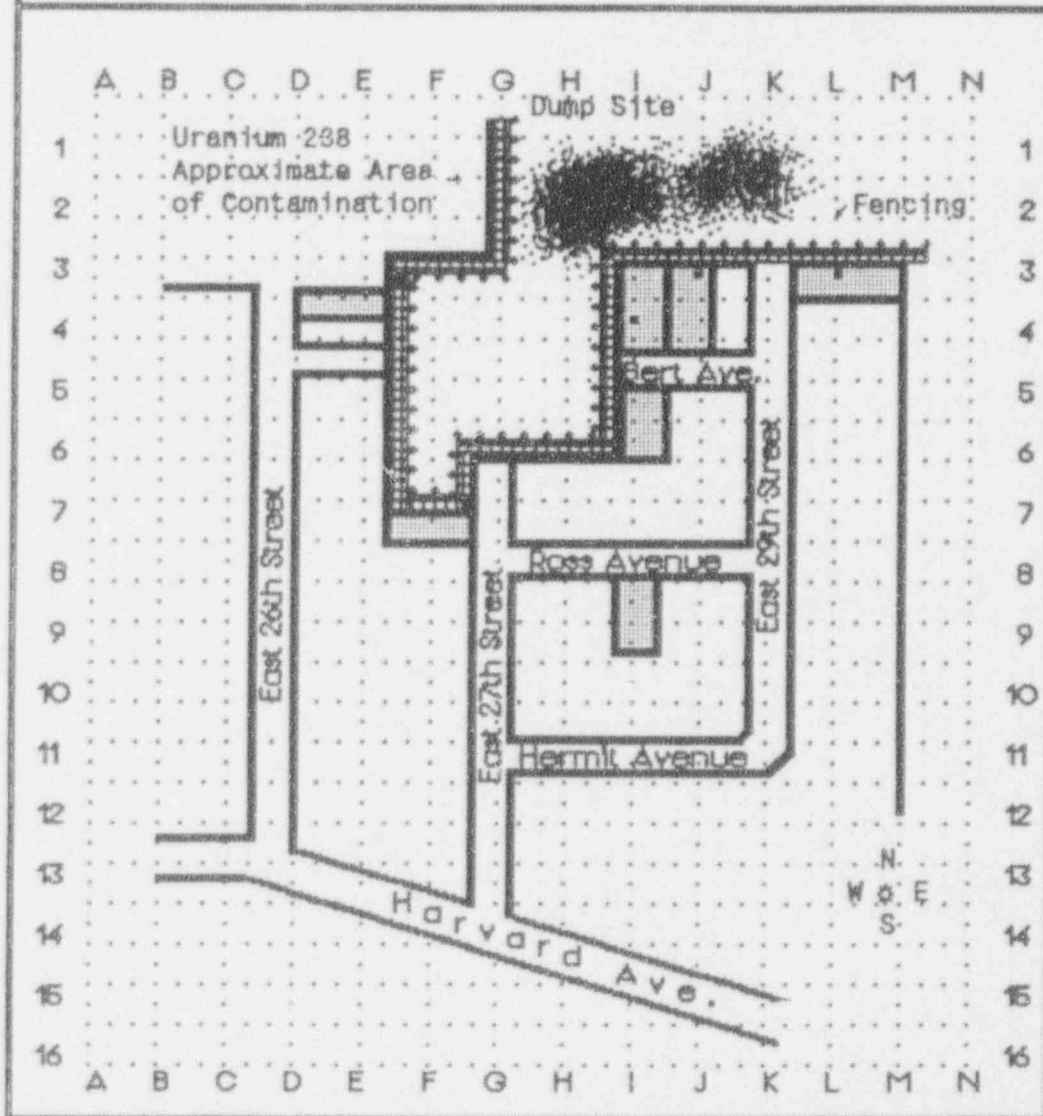 A B C D E F G H I J K L M N
Dump Site
Uranium 238
Approximate Area
of Contamination
Fencing
1 1
2 2
3 3
4 4
Bert Ave.
5 5
6 6
7 7
Ross Avenue
8 8
9 9
10 10
Hermit Avenue
11 11
12 12
13 13
14 14
15 15
16 16
East 26th Street
East 27th Street
East 29th Street
Harvard Ave.
N
W E
S
A B C D E F G H I J K L M N